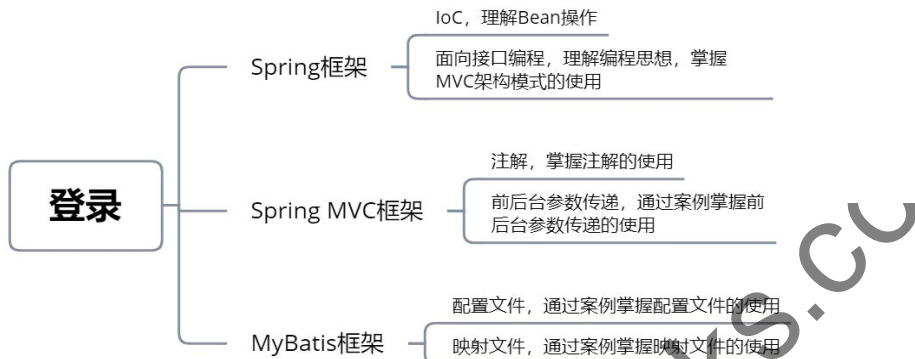 登录
Spring框架
IoC，理解Bean操作
面向接口编程，理解编程思想，掌握
MVC架构模式的使用
Spring MVC框架
注解，掌握注解的使用
前后台参数传递，通过案例掌握前
后台参数传递的使用
MyBatis框架
配置文件，通过案例掌握配置文件的使用
映射文件，通过案例掌握映射文件的使用
ks.co